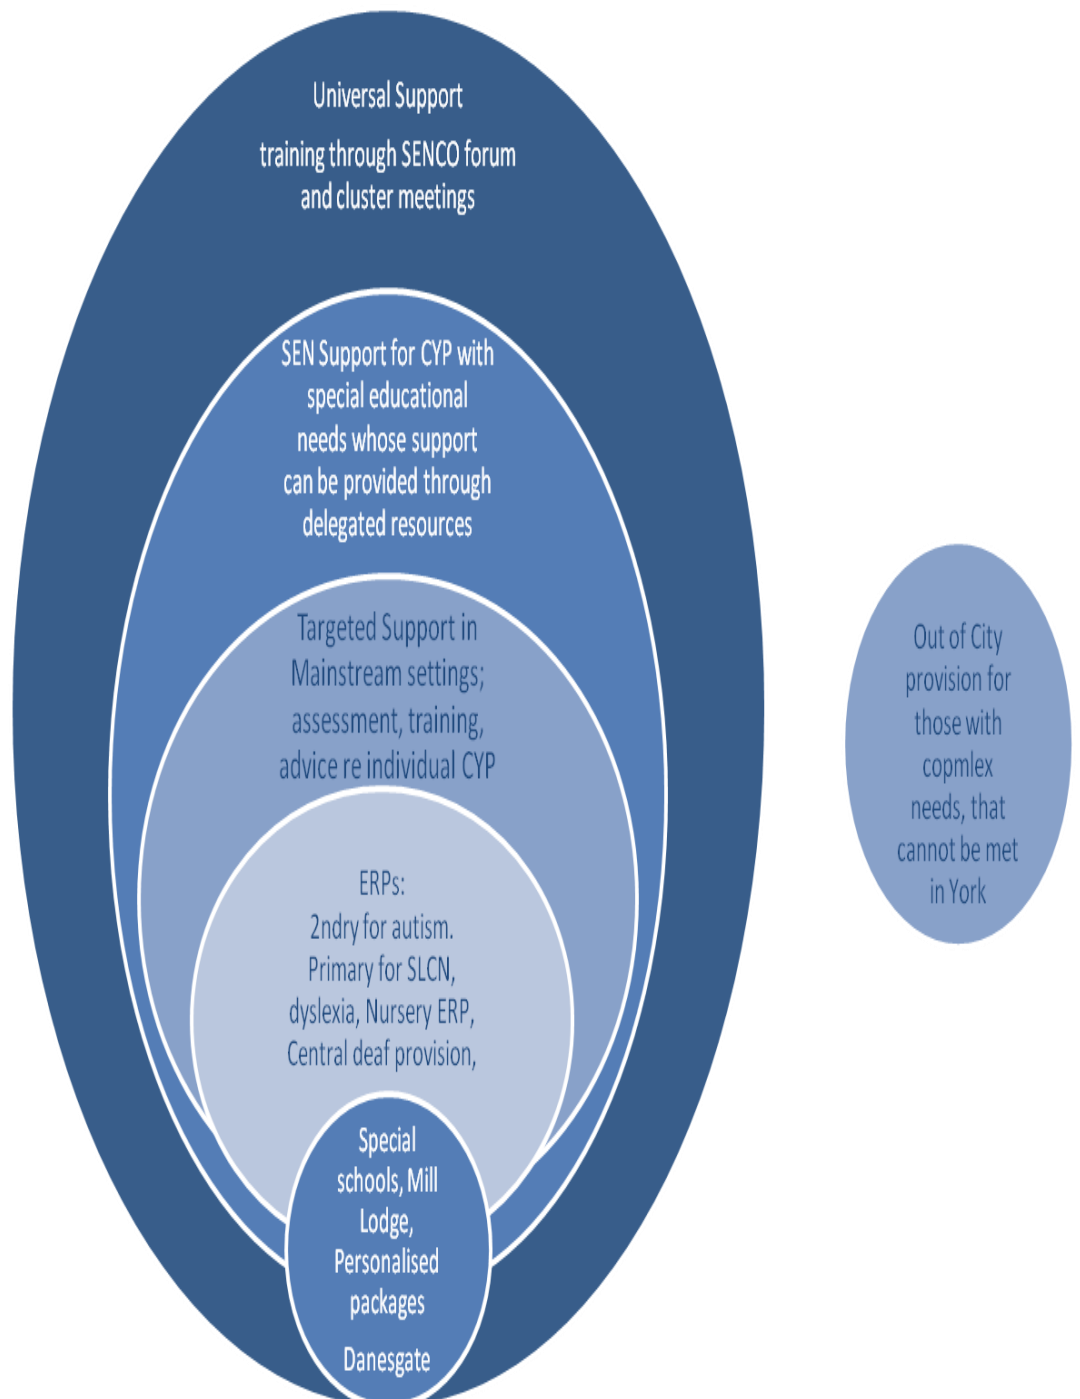 Universal Support
training through SENCO forum
and cluster meetings
SEN Support for CYP with
special educational
needs whose support
can be provided through
delegated resources
Targeted Support in
Mainstream settings;
assessment, training,
advice re individual CYP
ERPs:
2ndry for autism.
Primary for SLCN,
dyslexia, Nursery ERP,
Central deaf provision,
Special
schools, Mill
Lodge,
Personalised
packages
Danesgate
Out of City
provision for
those with
copmlex
needs, that
cannot be met
in York